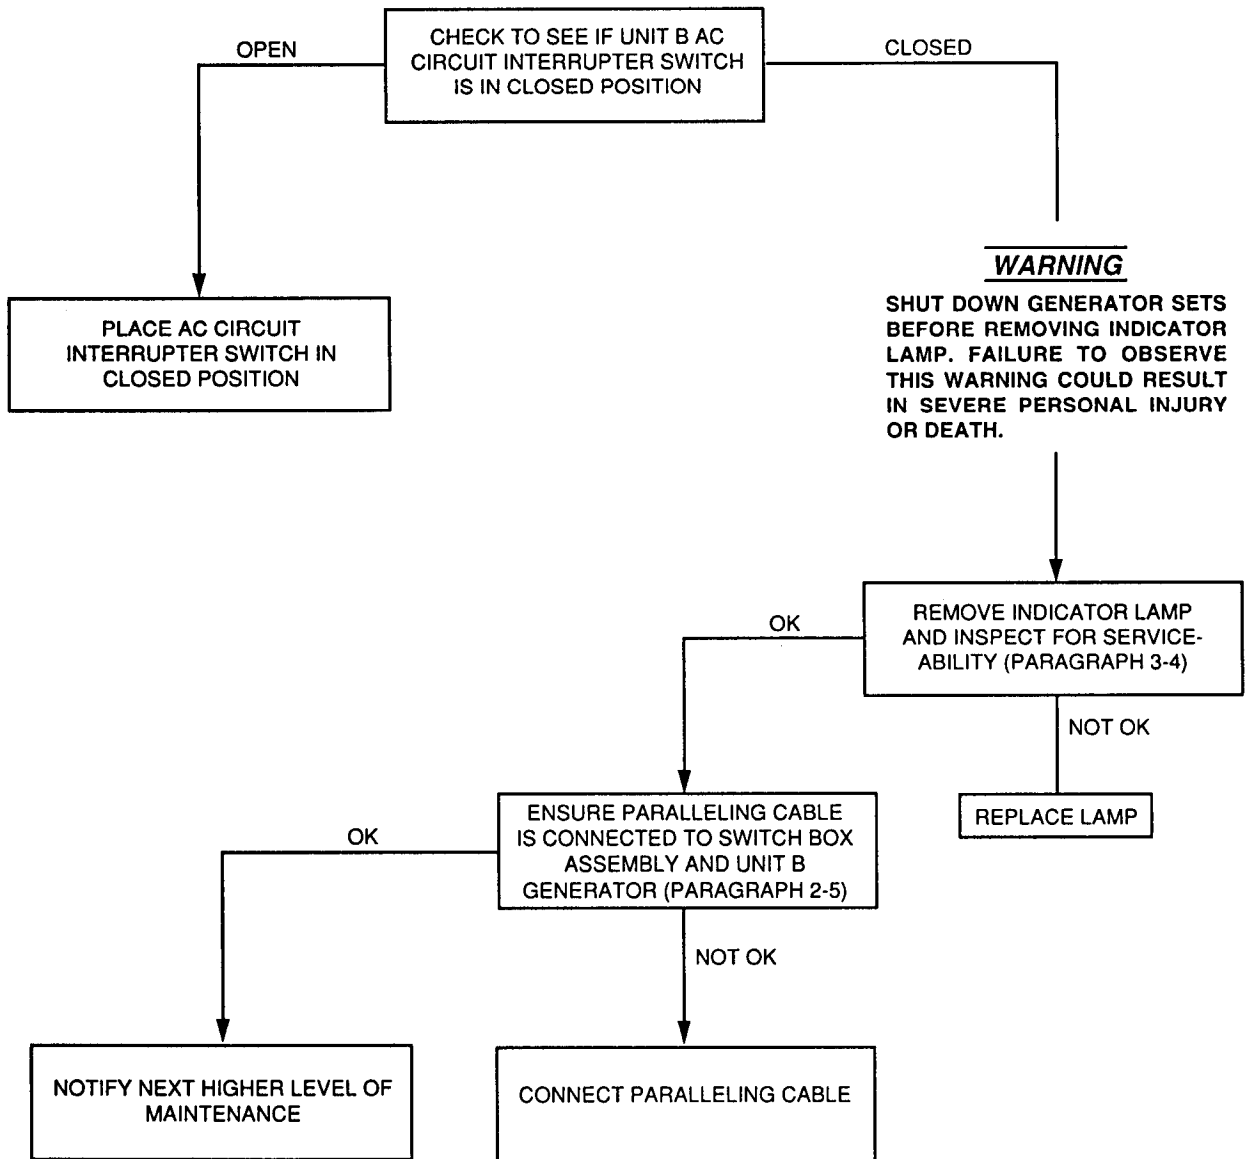 CHECK TO SEE IF UNIT B AC
CIRCUIT INTERRUPTER SWITCH
IS IN CLOSED POSITION
OPEN
CLOSED
PLACE AC CIRCUIT
INTERRUPTER SWITCH IN
CLOSED POSITION
WARNING
SHUT DOWN GENERATOR SETS
BEFORE REMOVING INDICATOR
LAMP. FAILURE TO OBSERVE
THIS WARNING COULD RESULT
IN SEVERE PERSONAL INJURY
OR DEATH.
REMOVE INDICATOR LAMP
AND INSPECT FOR SERVICE-
ABILITY (PARAGRAPH 3-4)
OK
NOT OK
REPLACE LAMP
ENSURE PARALLELING CABLE
IS CONNECTED TO SWITCH BOX
ASSEMBLY AND UNIT B
GENERATOR (PARAGRAPH 2-5)
OK
NOT OK
NOTIFY NEXT HIGHER LEVEL OF
MAINTENANCE
CONNECT PARALLELING CABLE